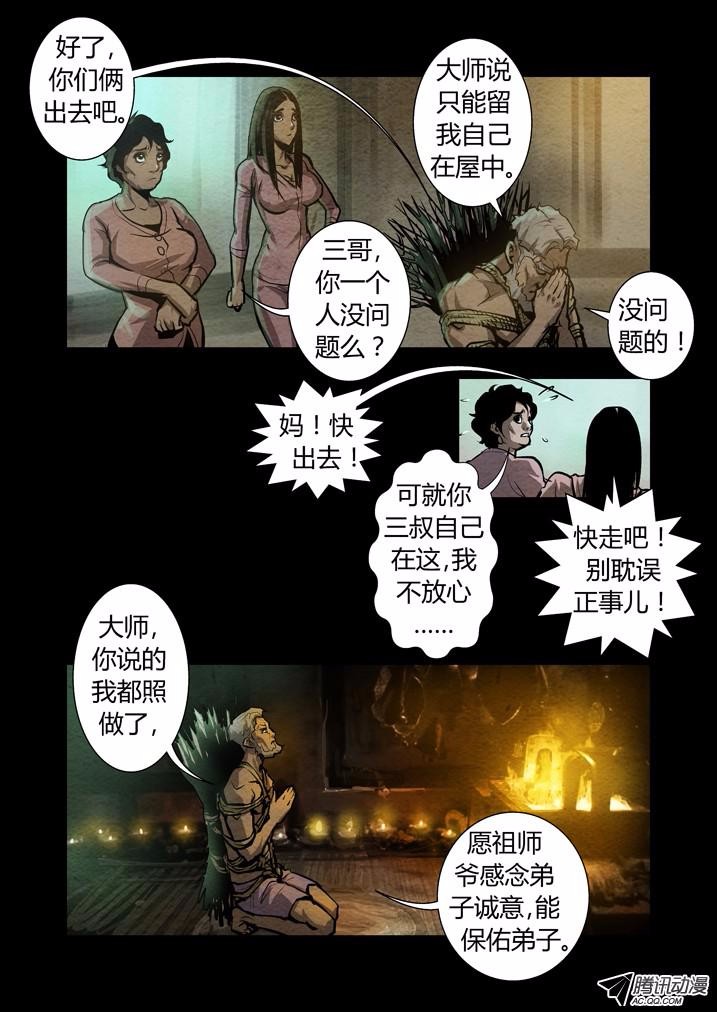 好了，
你们俩
出去吧。
大师说
只能留
我自己
在屋中。
三哥，
你一个
人没问
题么？
没问
题的！
妈！快
出去！
可就你
三叔自己
在这，我
不放心
……
快走吧！
别耽误
正事儿！
大师，
你说的
我都照
做了，
愿祖师
爷感念弟
子诚意，能
保佑弟子。
腾讯动漫
AC.QQ.COM